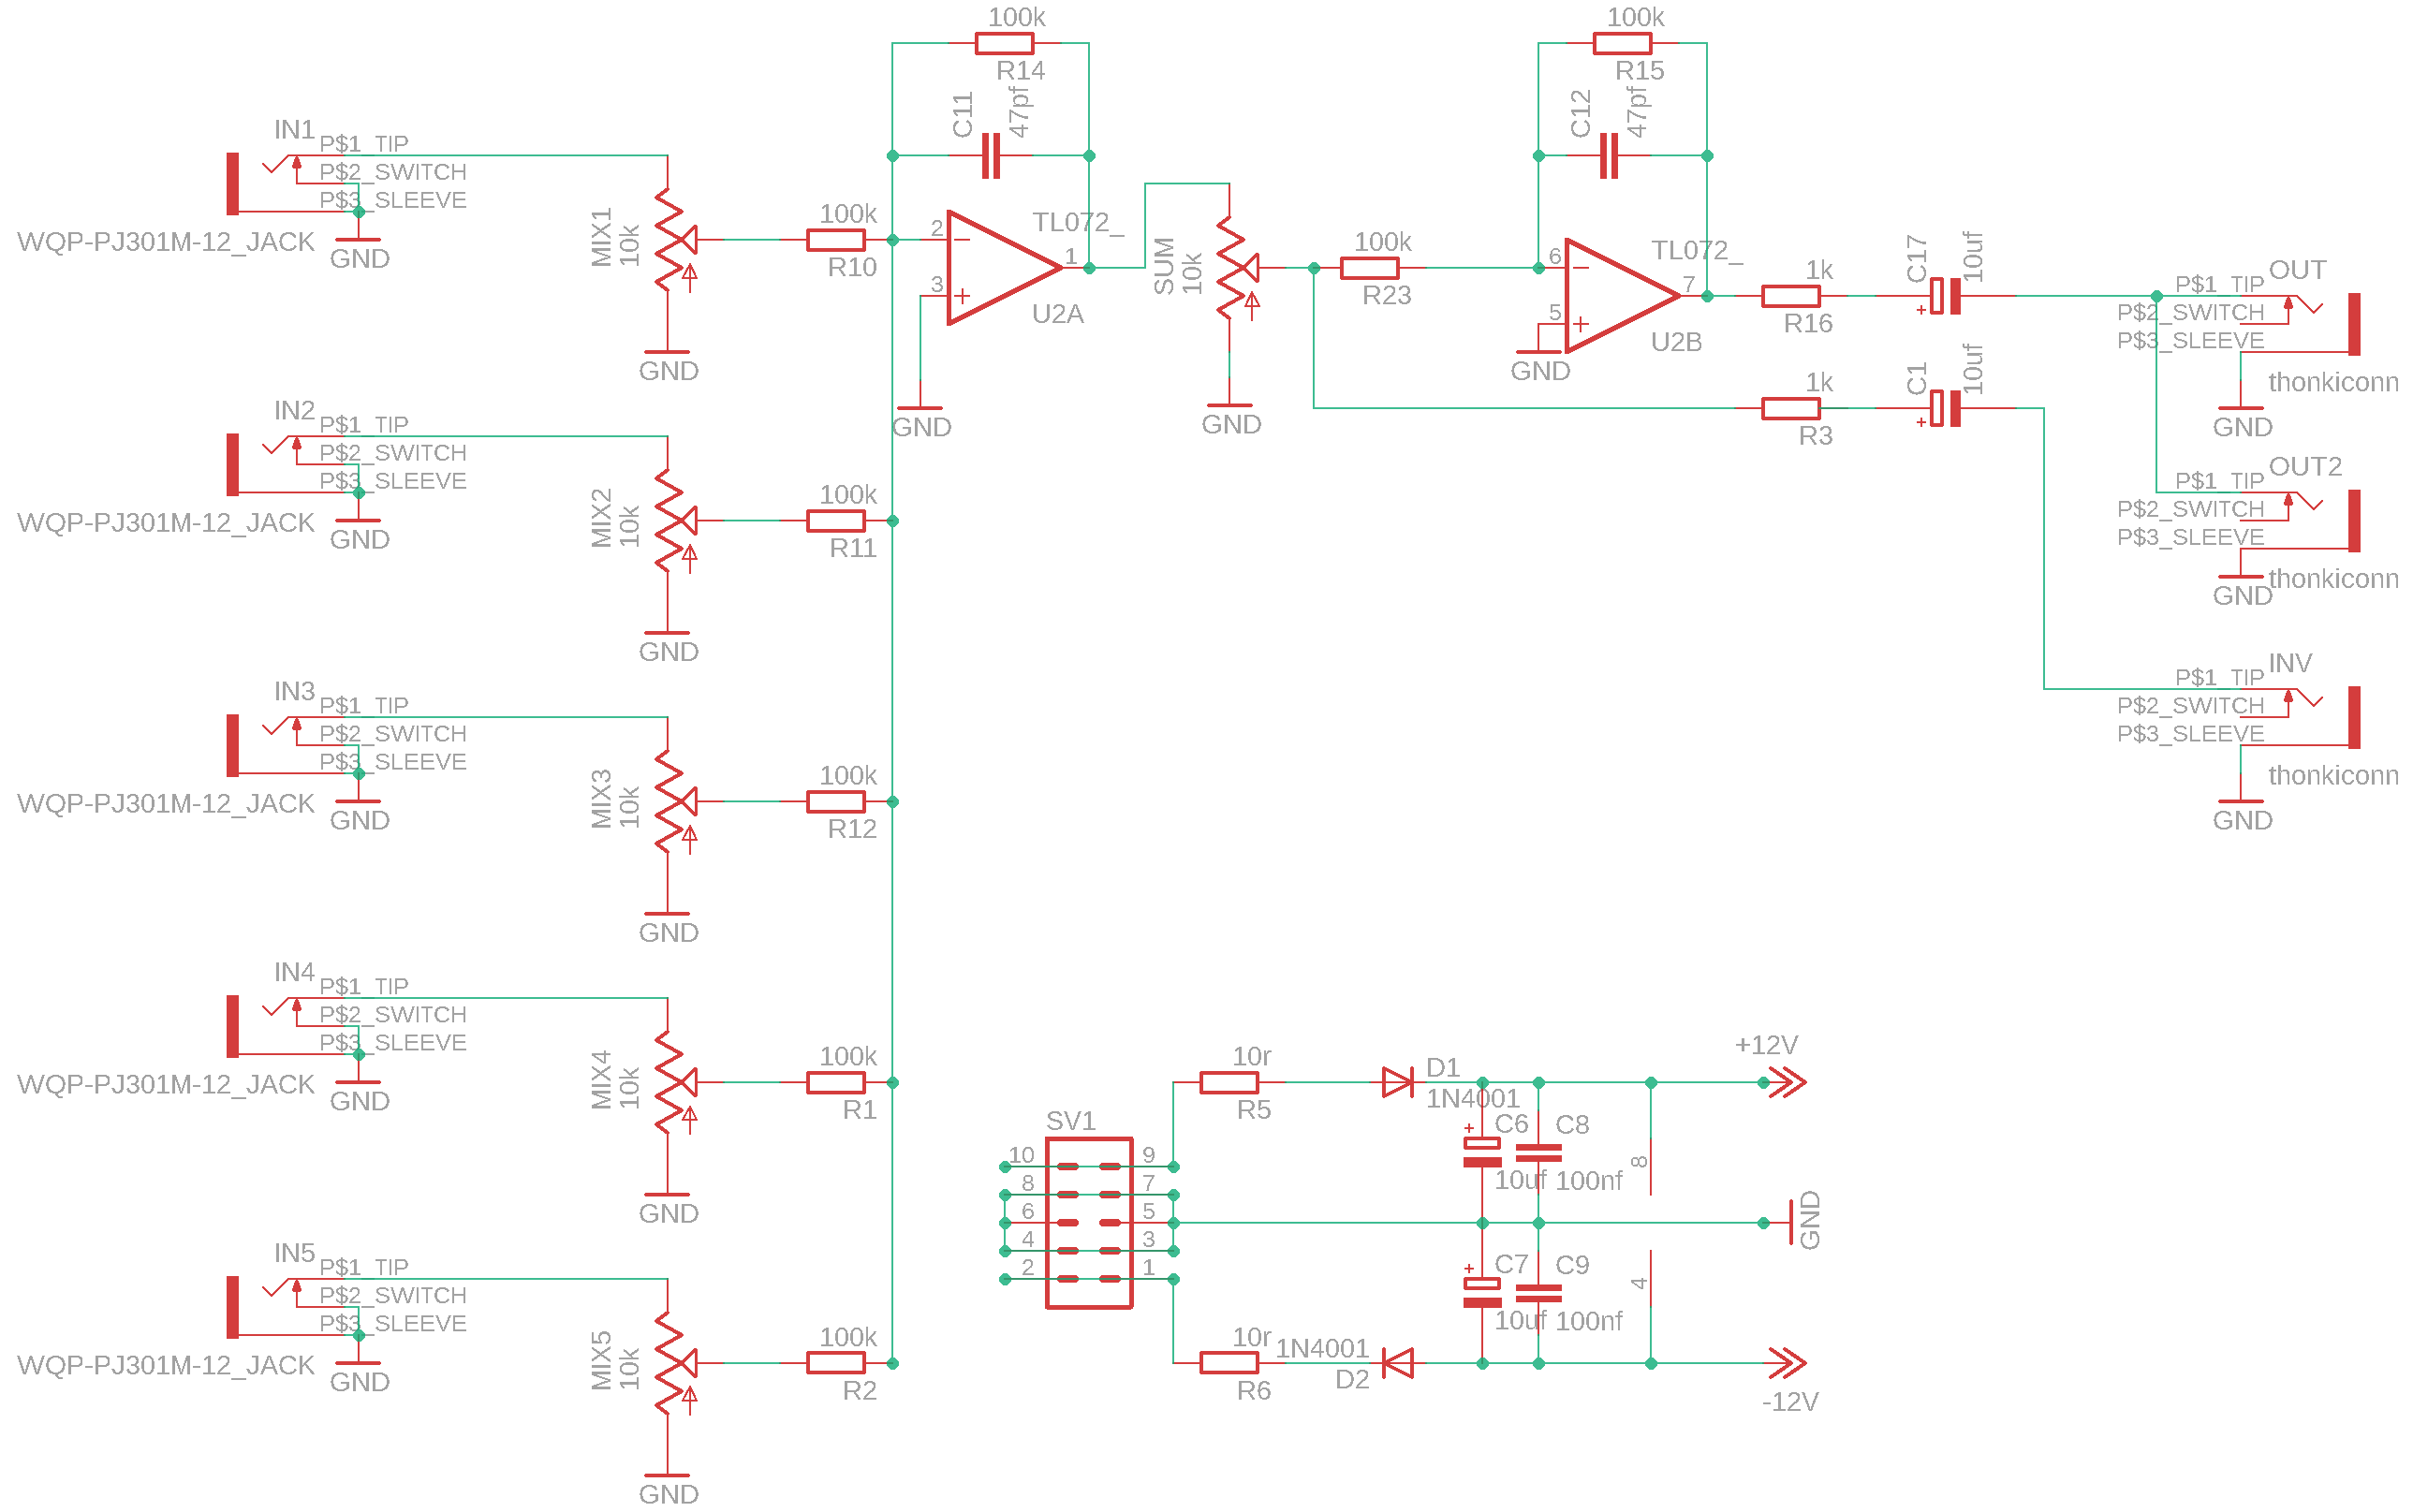 100k
R14
C11
47pf
TL072_
2
3
1
U2A
GND
100k
R15
C12
47pf
TL072_
6
5
7
U2B
GND
IN1
P$1_TIP
P$2_SWITCH
P$3_SLEEVE
WQP-PJ301M-12_JACK
GND
MIX1
10k
GND
100k
R10
SUM
10k
GND
100k
R23
1k
R16
C17
10uf
1k
R3
C1
10uf
OUT
P$1_TIP
P$2_SWITCH
P$3_SLEEVE
thonkiconn
GND
OUT2
P$1_TIP
P$2_SWITCH
P$3_SLEEVE
thonkiconn
GND
INV
P$1_TIP
P$2_SWITCH
P$3_SLEEVE
thonkiconn
GND
IN2
P$1_TIP
P$2_SWITCH
P$3_SLEEVE
WQP-PJ301M-12_JACK
GND
MIX2
10k
GND
100k
R11
IN3
P$1_TIP
P$2_SWITCH
P$3_SLEEVE
WQP-PJ301M-12_JACK
GND
MIX3
10k
GND
100k
R12
IN4
P$1_TIP
P$2_SWITCH
P$3_SLEEVE
WQP-PJ301M-12_JACK
GND
MIX4
10k
GND
100k
R1
IN5
P$1_TIP
P$2_SWITCH
P$3_SLEEVE
WQP-PJ301M-12_JACK
GND
MIX5
10k
GND
100k
R2
SV1
10 9
8 7
6 5
4 3
2 1
10r
R5
D1
1N4001
+12V
C6
10uf
C8
100nf
8
GND
C7
10uf
C9
100nf
4
10r
R6
1N4001
D2
-12V